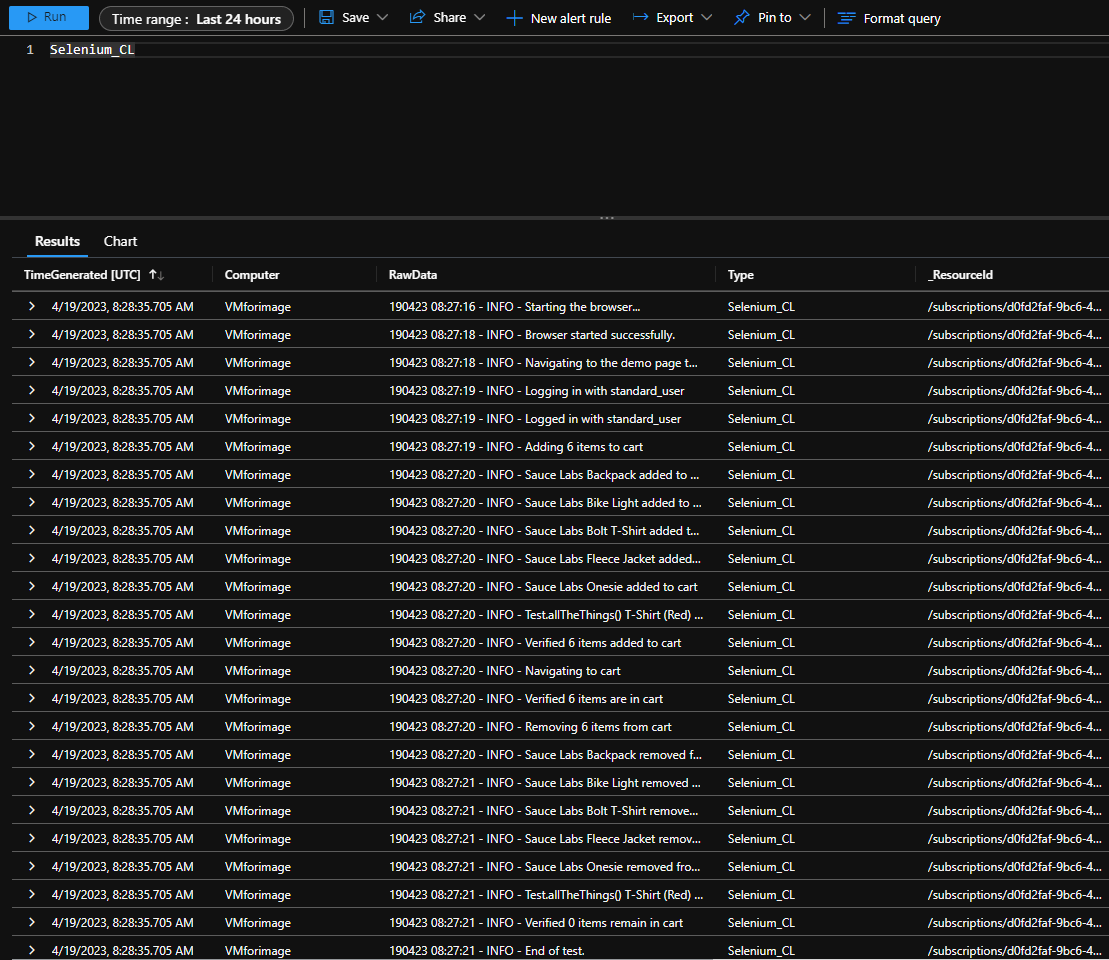 Run Time range : Last 24 hours Save Share New alert rule Export Pin to Format query
1 Selenium_CL
Results Chart
TimeGenerated [UTC] Computer RawData Type _ResourceId
4/19/2023, 8:28:35.705 AM VMforimage 190423 08:27:16 - INFO - Starting the browser... Selenium_CL /subscriptions/d0fd2faf-9bc6-4...
4/19/2023, 8:28:35.705 AM VMforimage 190423 08:27:18 - INFO - Browser started successfully. Selenium_CL /subscriptions/d0fd2faf-9bc6-4...
4/19/2023, 8:28:35.705 AM VMforimage 190423 08:27:18 - INFO - Navigating to the demo page t... Selenium_CL /subscriptions/d0fd2faf-9bc6-4...
4/19/2023, 8:28:35.705 AM VMforimage 190423 08:27:19 - INFO - Logging in with standard_user Selenium_CL /subscriptions/d0fd2faf-9bc6-4...
4/19/2023, 8:28:35.705 AM VMforimage 190423 08:27:19 - INFO - Logged in with standard_user Selenium_CL /subscriptions/d0fd2faf-9bc6-4...
4/19/2023, 8:28:35.705 AM VMforimage 190423 08:27:19 - INFO - Adding 6 items to cart Selenium_CL /subscriptions/d0fd2faf-9bc6-4...
4/19/2023, 8:28:35.705 AM VMforimage 190423 08:27:20 - INFO - Sauce Labs Backpack added to ... Selenium_CL /subscriptions/d0fd2faf-9bc6-4...
4/19/2023, 8:28:35.705 AM VMforimage 190423 08:27:20 - INFO - Sauce Labs Bike Light added to ... Selenium_CL /subscriptions/d0fd2faf-9bc6-4...
4/19/2023, 8:28:35.705 AM VMforimage 190423 08:27:20 - INFO - Sauce Labs Bolt T-Shirt added t... Selenium_CL /subscriptions/d0fd2faf-9bc6-4...
4/19/2023, 8:28:35.705 AM VMforimage 190423 08:27:20 - INFO - Sauce Labs Fleece Jacket added... Selenium_CL /subscriptions/d0fd2faf-9bc6-4...
4/19/2023, 8:28:35.705 AM VMforimage 190423 08:27:20 - INFO - Sauce Labs Onesie added to cart Selenium_CL /subscriptions/d0fd2faf-9bc6-4...
4/19/2023, 8:28:35.705 AM VMforimage 190423 08:27:20 - INFO - Test.allTheThings() T-Shirt (Red) ... Selenium_CL /subscriptions/d0fd2faf-9bc6-4...
4/19/2023, 8:28:35.705 AM VMforimage 190423 08:27:20 - INFO - Verified 6 items added to cart Selenium_CL /subscriptions/d0fd2faf-9bc6-4...
4/19/2023, 8:28:35.705 AM VMforimage 190423 08:27:20 - INFO - Navigating to cart Selenium_CL /subscriptions/d0fd2faf-9bc6-4...
4/19/2023, 8:28:35.705 AM VMforimage 190423 08:27:20 - INFO - Verified 6 items are in cart Selenium_CL /subscriptions/d0fd2faf-9bc6-4...
4/19/2023, 8:28:35.705 AM VMforimage 190423 08:27:20 - INFO - Removing 6 items from cart Selenium_CL /subscriptions/d0fd2faf-9bc6-4...
4/19/2023, 8:28:35.705 AM VMforimage 190423 08:27:20 - INFO - Sauce Labs Backpack removed f... Selenium_CL /subscriptions/d0fd2faf-9bc6-4...
4/19/2023, 8:28:35.705 AM VMforimage 190423 08:27:21 - INFO - Sauce Labs Bike Light removed ... Selenium_CL /subscriptions/d0fd2faf-9bc6-4...
4/19/2023, 8:28:35.705 AM VMforimage 190423 08:27:21 - INFO - Sauce Labs Bolt T-Shirt remove... Selenium_CL /subscriptions/d0fd2faf-9bc6-4...
4/19/2023, 8:28:35.705 AM VMforimage 190423 08:27:21 - INFO - Sauce Labs Fleece Jacket remov... Selenium_CL /subscriptions/d0fd2faf-9bc6-4...
4/19/2023, 8:28:35.705 AM VMforimage 190423 08:27:21 - INFO - Sauce Labs Onesie removed fro... Selenium_CL /subscriptions/d0fd2faf-9bc6-4...
4/19/2023, 8:28:35.705 AM VMforimage 190423 08:27:21 - INFO - Test.allTheThings() T-Shirt (Red) ... Selenium_CL /subscriptions/d0fd2faf-9bc6-4...
4/19/2023, 8:28:35.705 AM VMforimage 190423 08:27:21 - INFO - Verified 0 items remain in cart Selenium_CL /subscriptions/d0fd2faf-9bc6-4...
4/19/2023, 8:28:35.705 AM VMforimage 190423 08:27:21 - INFO - End of test. Selenium_CL /subscriptions/d0fd2faf-9bc6-4...